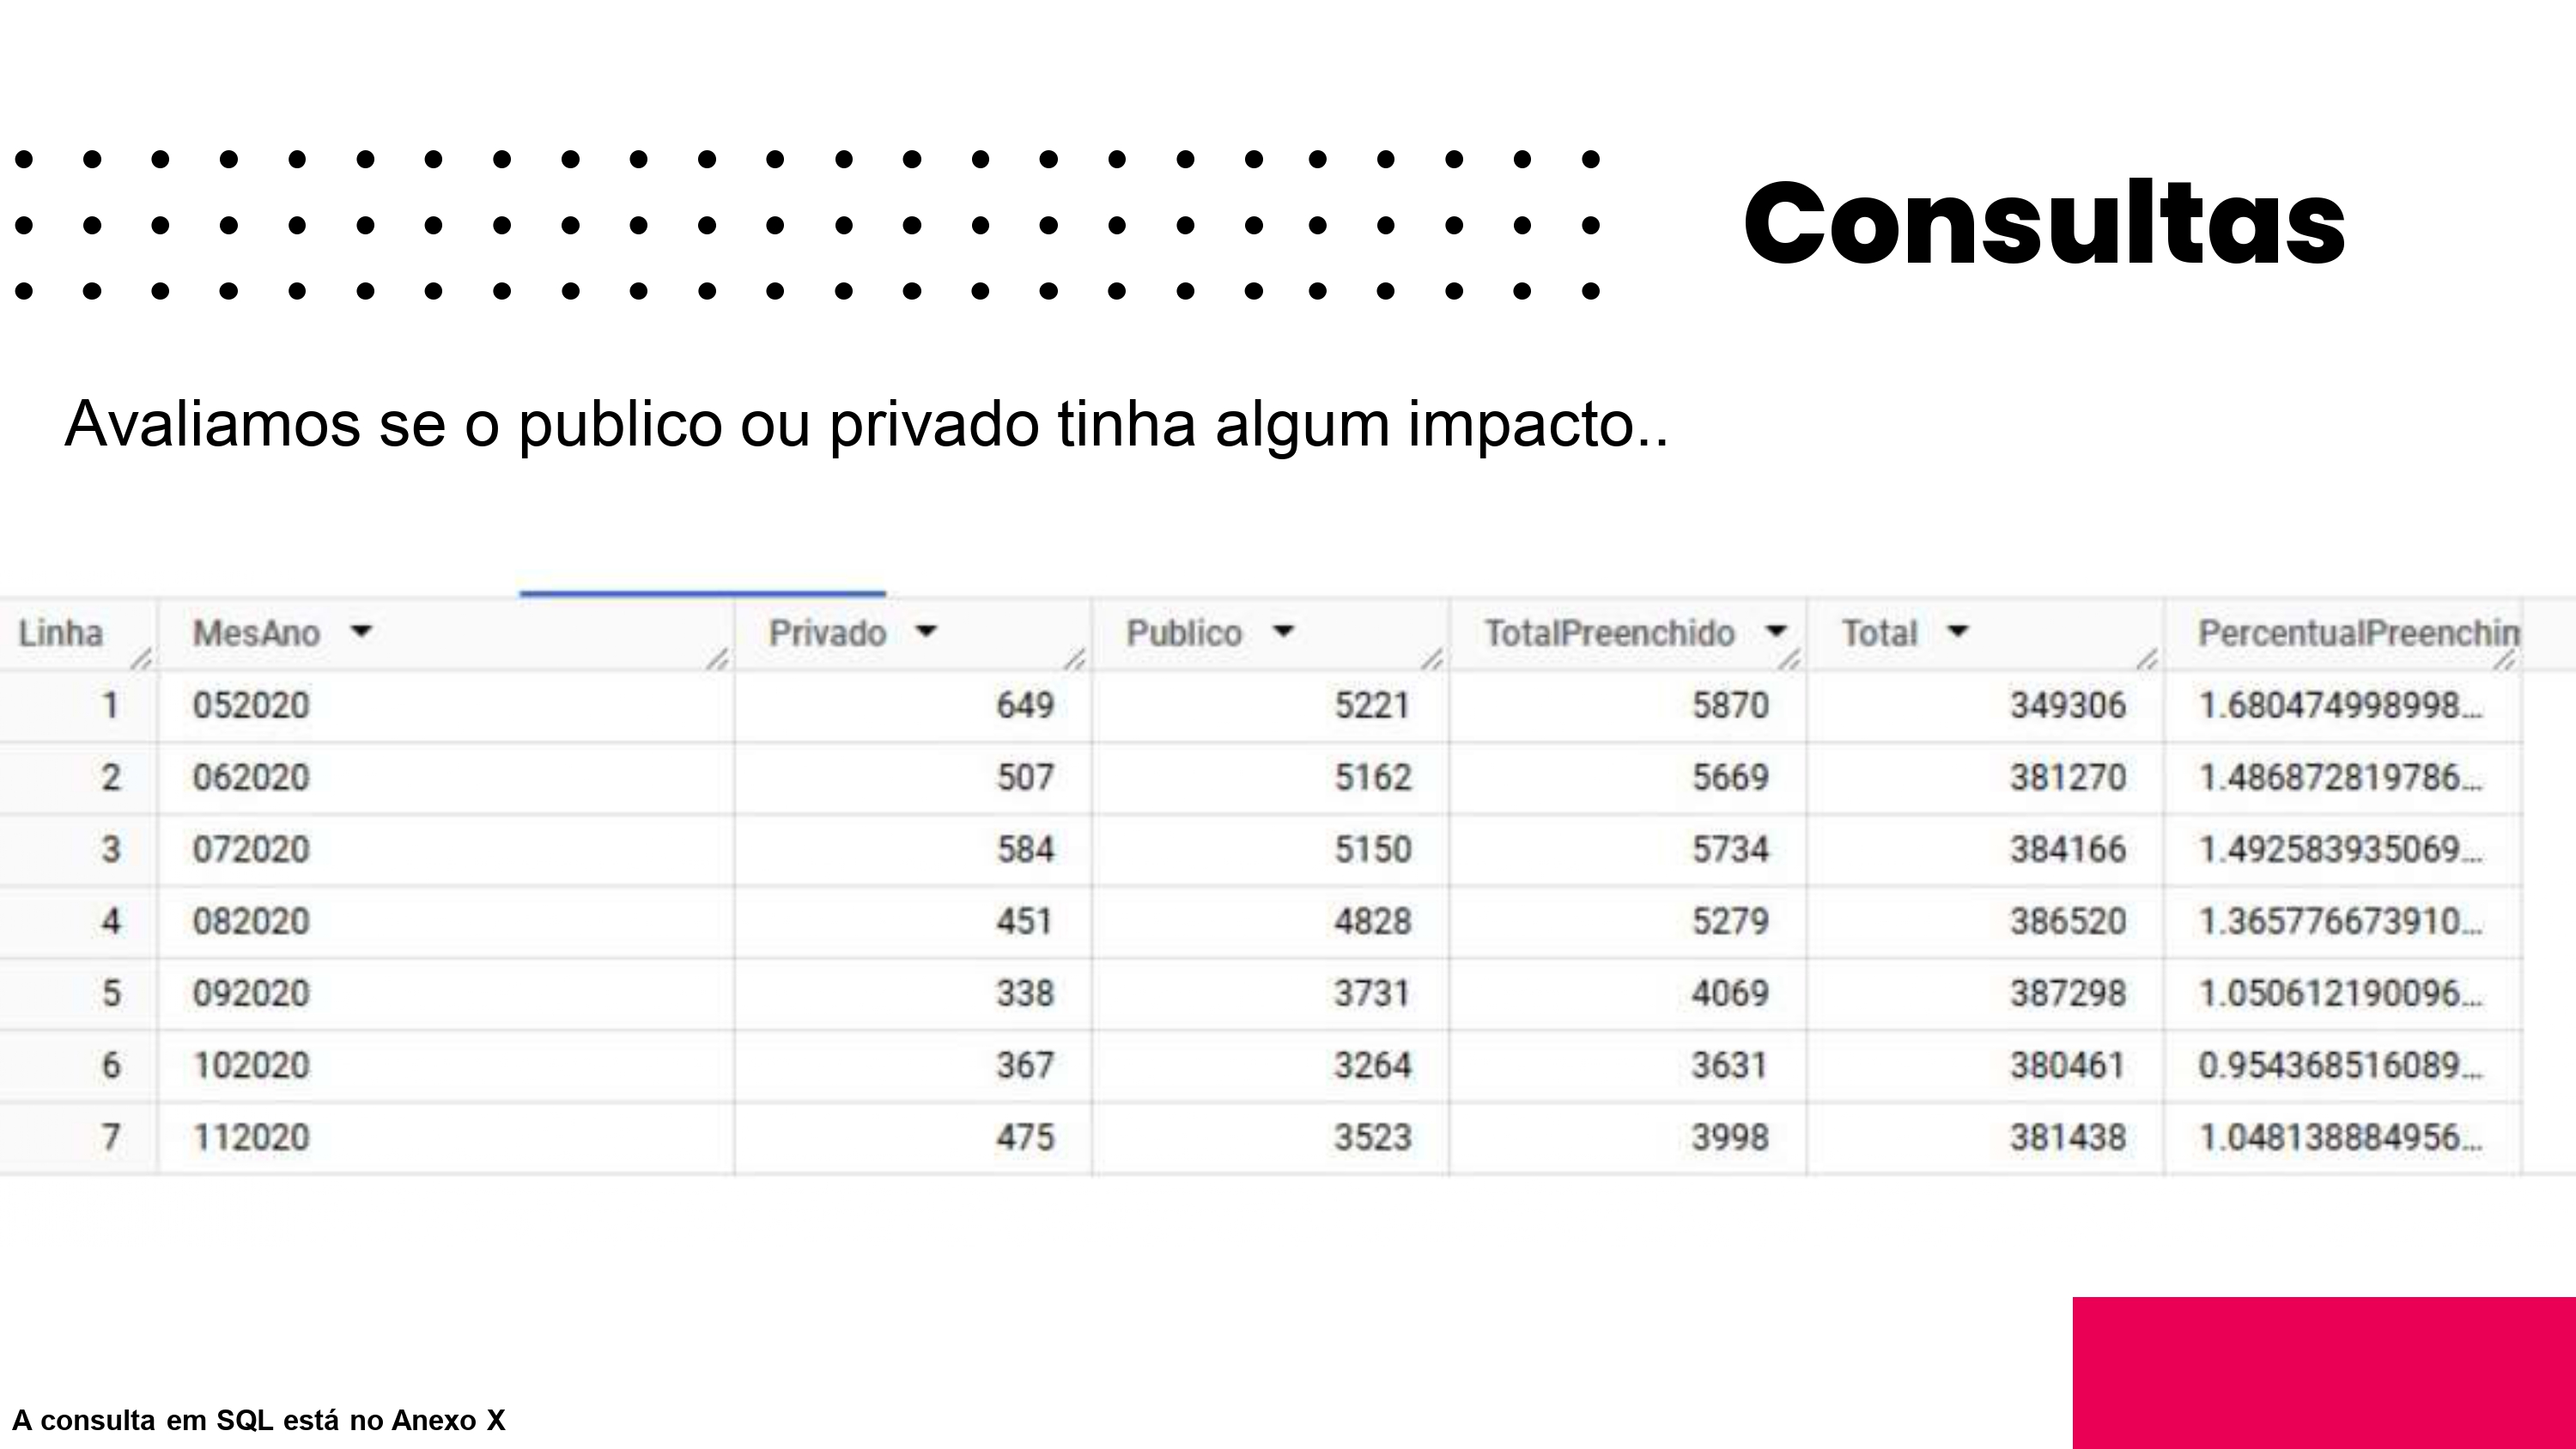 Consultas
Avaliamos se o publico ou privado tinha algum impacto..
Linha MesAno Privado Publico TotalPreenchido Total PercentualPreenchin
1 052020 649 5221 5870 349306 1.680474998998...
2 062020 507 5162 5669 381270 1.486872819786...
3 072020 584 5150 5734 384166 1.492583935069...
4 082020 451 4828 5279 386520 1.365776673910...
5 092020 338 3731 4069 387298 1.050612190096...
6 102020 367 3264 3631 380461 0.954368516089...
7 112020 475 3523 3998 381438 1.048138884956...
A consulta em SQL está no Anexo X